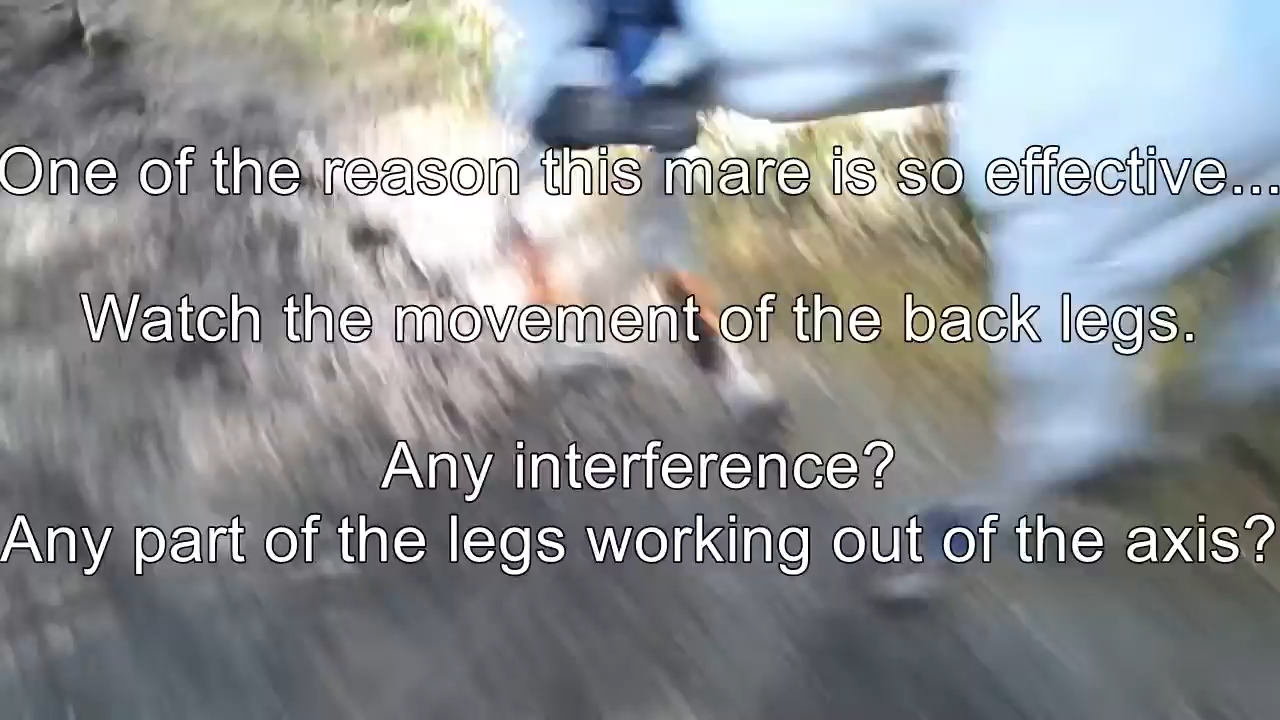 One of the reason this mare is so effective...
Watch the movement of the back legs.
Any interference?
Any part of the legs working out of the axis?